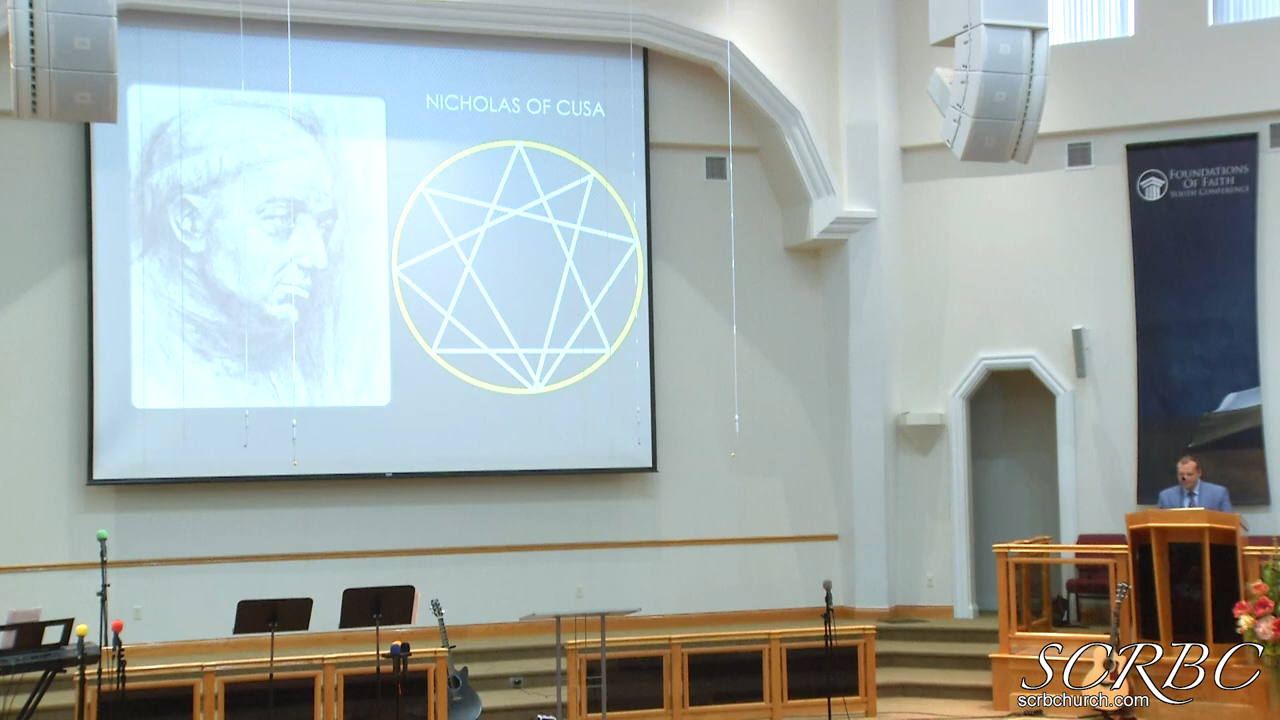 NICHOLAS OF CUSA
FOUNDATIONS
OF FAITH
YOUTH CONFERENCE
SCRBC
scrbchurch.com